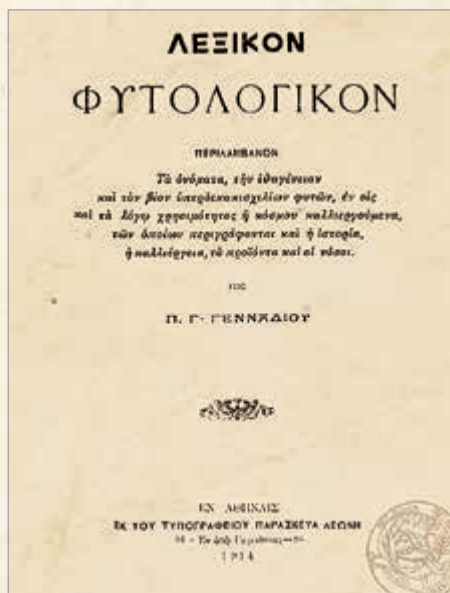 ΛΕΞΙΚΟΝ
ΦΥΤΟΛΟΓΙΚΟΝ
ΠΕΡΙΛΑΜΒΑΝΟΝ
Τὰ ὀνόματα, τὴν ἰθαγένειαν
καὶ τὸν βίον ὑπερδεκακισχιλίων φυτῶν, ἐν οἷς
καὶ τὰ λόγῳ χρησιμότητος ἢ κόσμου καλλιεργούμενα,
τῶν ὁποίων περιγράφονται καὶ ἡ ἱστορία,
ἡ καλλιέργεια, τὰ προϊόντα καὶ αἱ νόσοι.
ΥΠΟ
Π. Γ. ΓΕΝΝΑΔΙΟΥ
ΕΝ ΑΘΗΝΑΙΣ
ΕΚ ΤΟΥ ΤΥΠΟΓΡΑΦΕΙΟΥ ΠΑΡΑΣΚΕΥΑ ΛΕΩΝΗ
1914